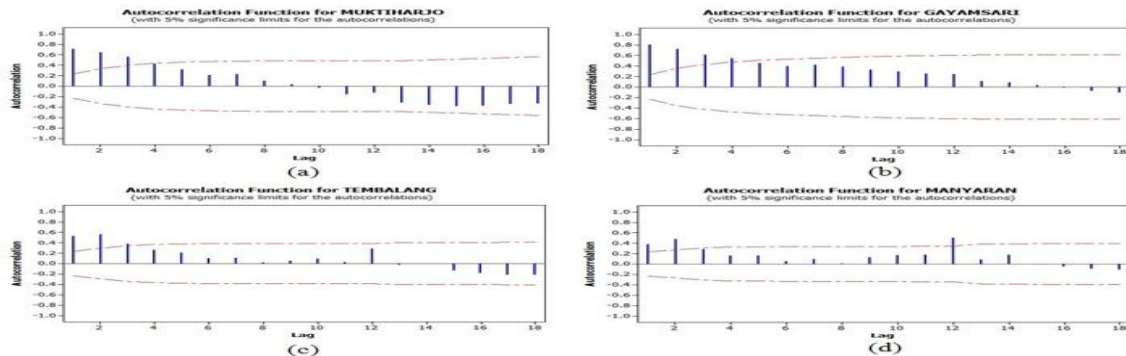 Autocorrelation Function for MUKTIHARJO
(with 5% significance limits for the autocorrelations)
1.0
0.8
0.6
0.4
0.2
0.0
-0.2
-0.4
-0.6
-0.8
-1.0
Autocorrelation
2 4 6 8 10 12 14 16 18
Lag
(a)
Autocorrelation Function for GAYAMSARI
(with 5% significance limits for the autocorrelations)
1.0
0.8
0.6
0.4
0.2
0.0
-0.2
-0.4
-0.6
-0.8
-1.0
Autocorrelation
2 4 6 8 10 12 14 16 18
Lag
(b)
Autocorrelation Function for TEMBALANG
(with 5% significance limits for the autocorrelations)
1.0
0.8
0.6
0.4
0.2
0.0
-0.2
-0.4
-0.6
-0.8
-1.0
Autocorrelation
2 4 6 8 10 12 14 16 18
Lag
(c)
Autocorrelation Function for MANYARAN
(with 5% significance limits for the autocorrelations)
1.0
0.8
0.6
0.4
0.2
0.0
-0.2
-0.4
-0.6
-0.8
-1.0
Autocorrelation
2 4 6 8 10 12 14 16 18
Lag
(d)